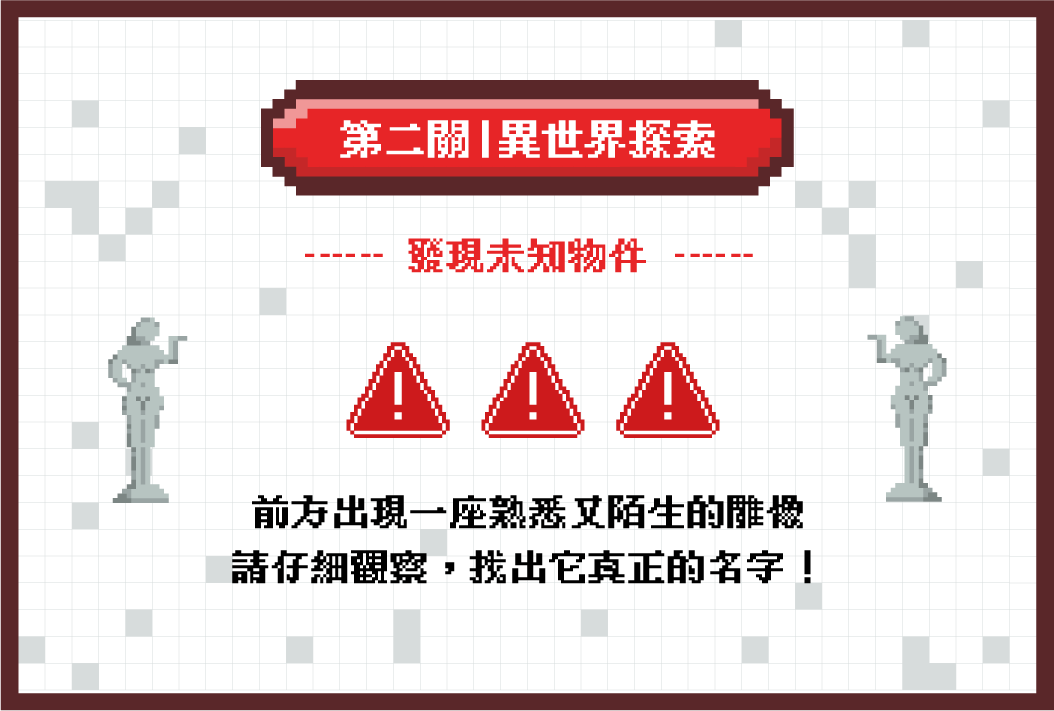 第二關|異世界探索
------ 發現未知物件 ------
前方出現一座熟悉又陌生的雕像
請仔細觀察，找出它真正的名字！